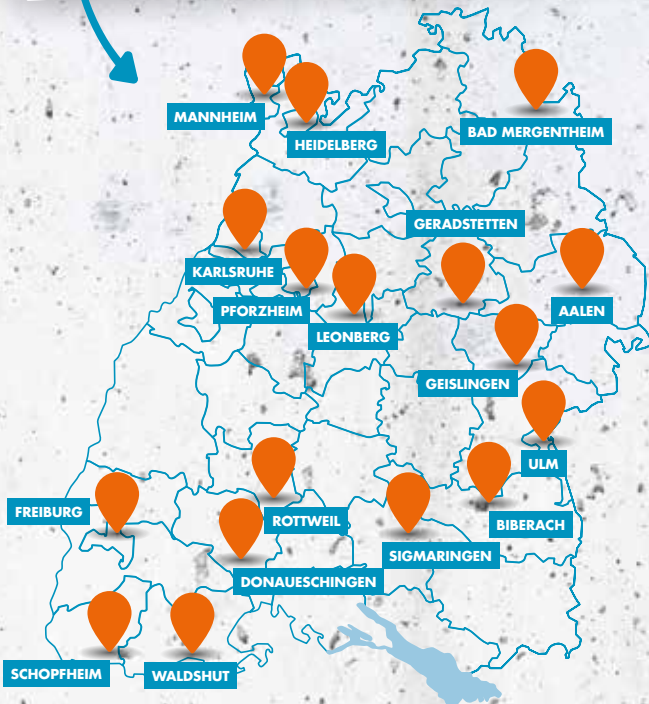 MANNHEIM
HEIDELBERG
BAD MERGENTHEIM
GERADSTETTEN
KARLSRUHE
PFORZHEIM
LEONBERG
AALEN
GEISLINGEN
ULM
FREIBURG
ROTTWEIL
BIBERACH
SIGMARINGEN
DONAUESCHINGEN
SCHOPFHEIM
WALDSHUT